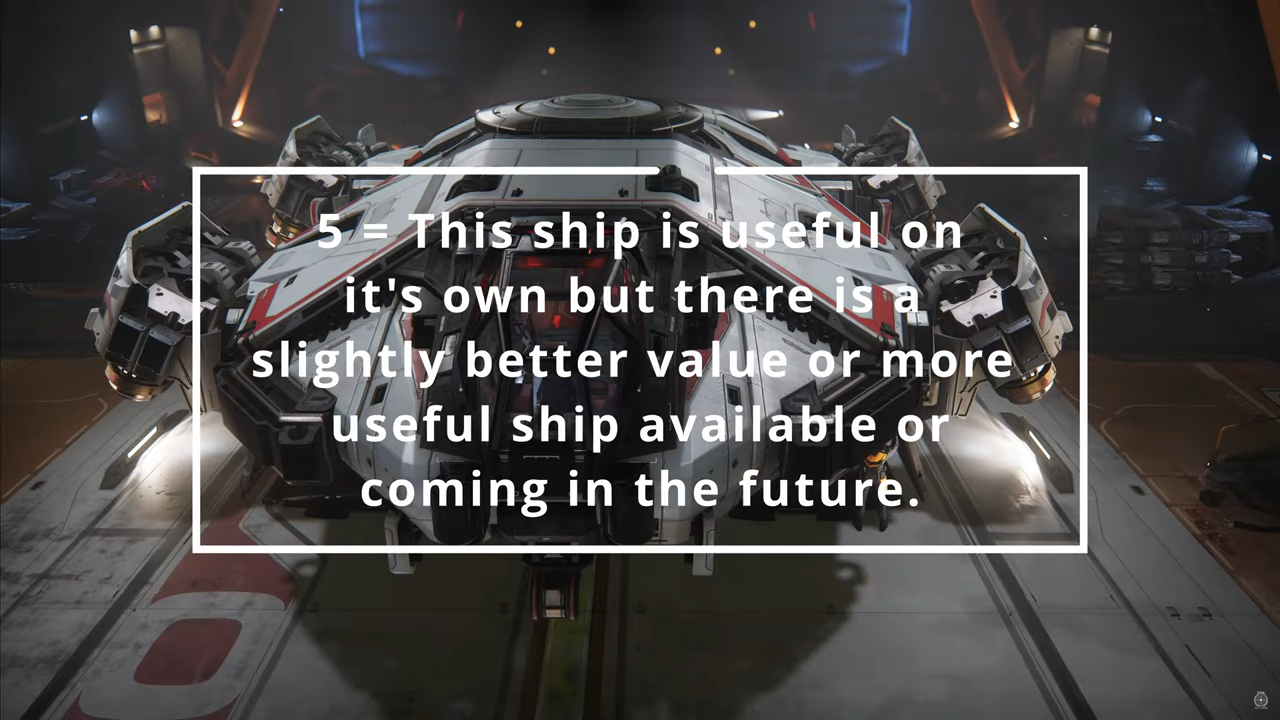 5 = This ship is useful on
it's own but there is a
slightly better value or more
useful ship available or
coming in the future.